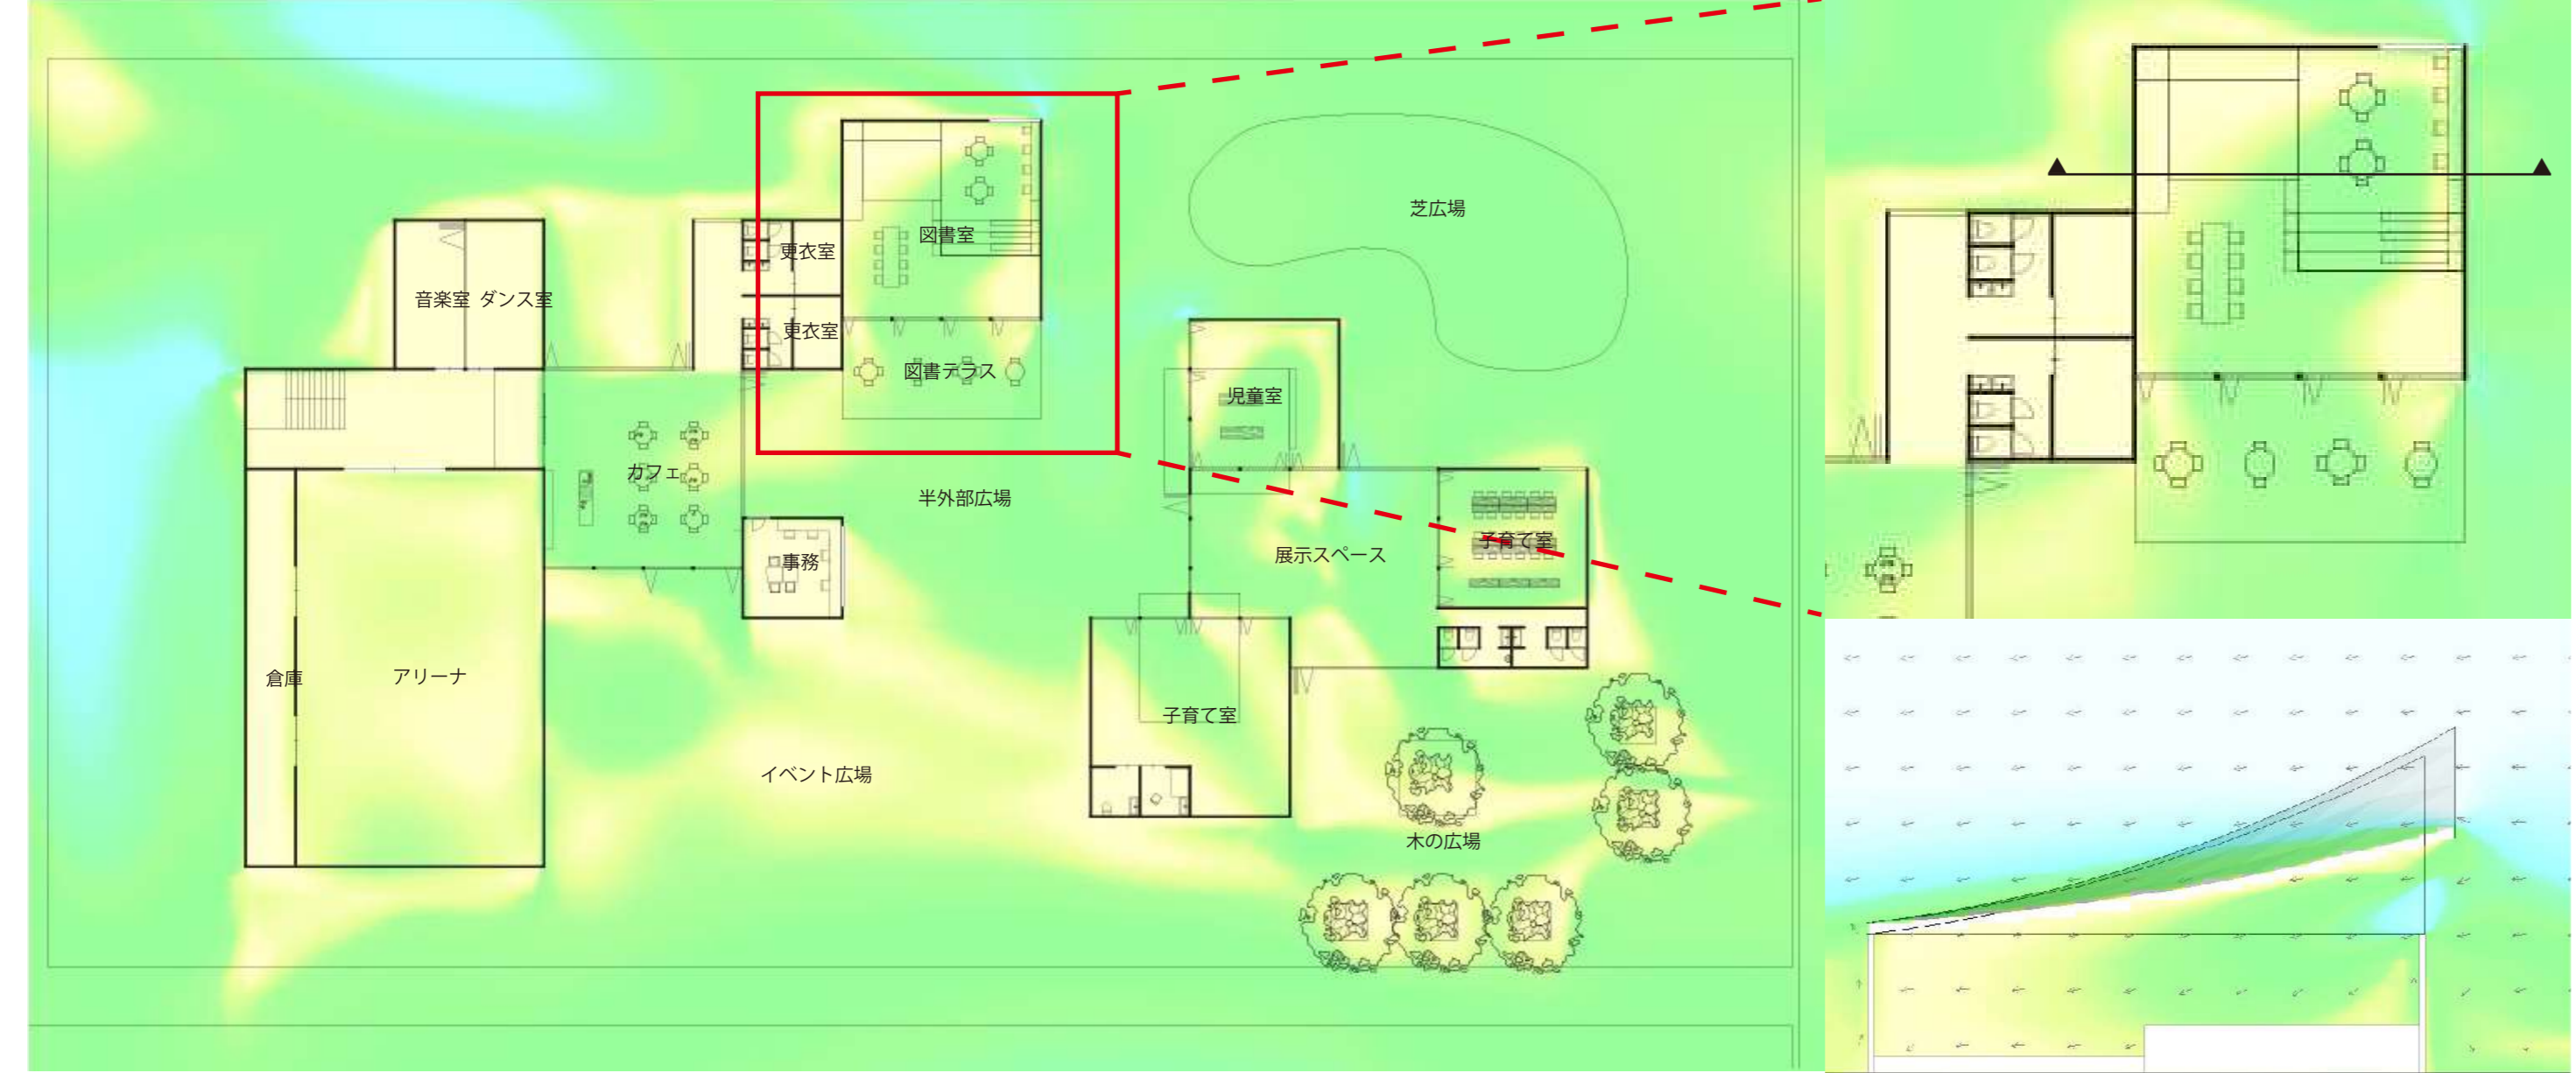 芝広場
図書室
更衣室
音楽室 ダンス室
更衣室
図書テラス
児童室
カフェ
半外部広場
子育て室
展示スペース
事務
倉庫
アリーナ
子育て室
イベント広場
木の広場